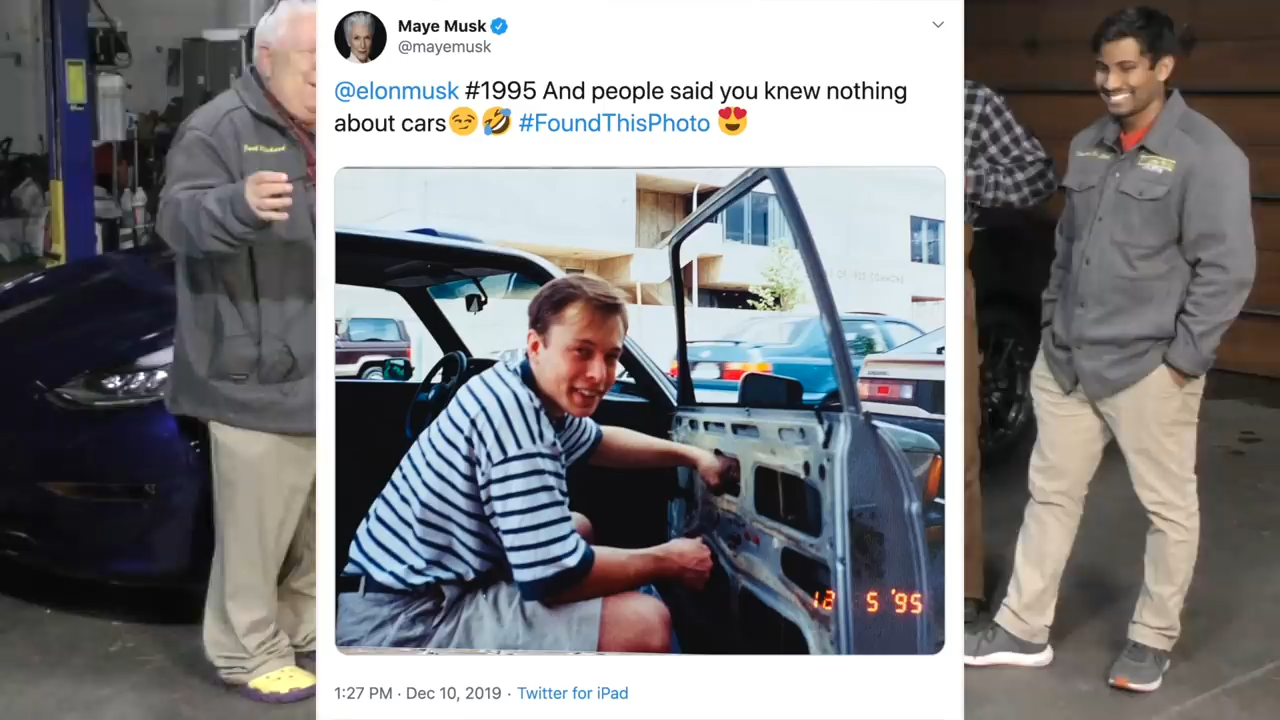 Maye Musk
@mayemusk
@elonmusk #1995 And people said you knew nothing
about cars😏🤣 #FoundThisPhoto 😍
12 5 '95
1:27 PM · Dec 10, 2019 · Twitter for iPad